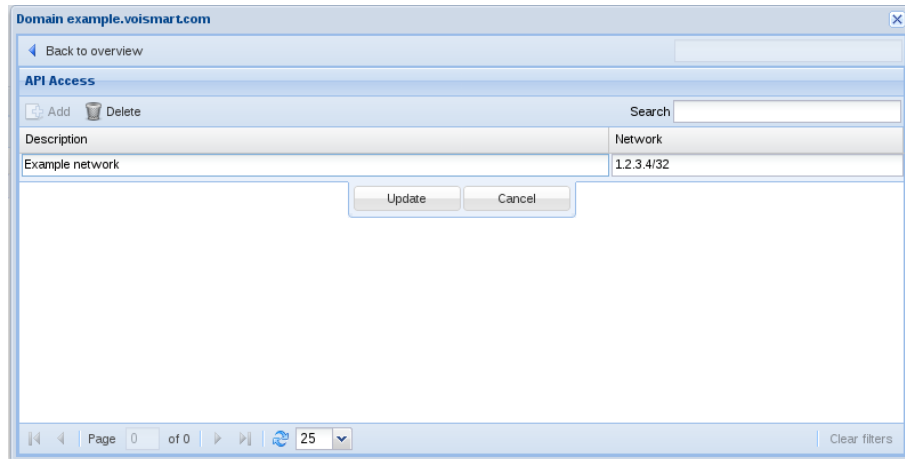 Domain example.voismart.com
Back to overview
API Access
Add Delete Search
Description Network
Example network 1.2.3.4/32
Update Cancel
Page 0 of 0 25 Clear filters